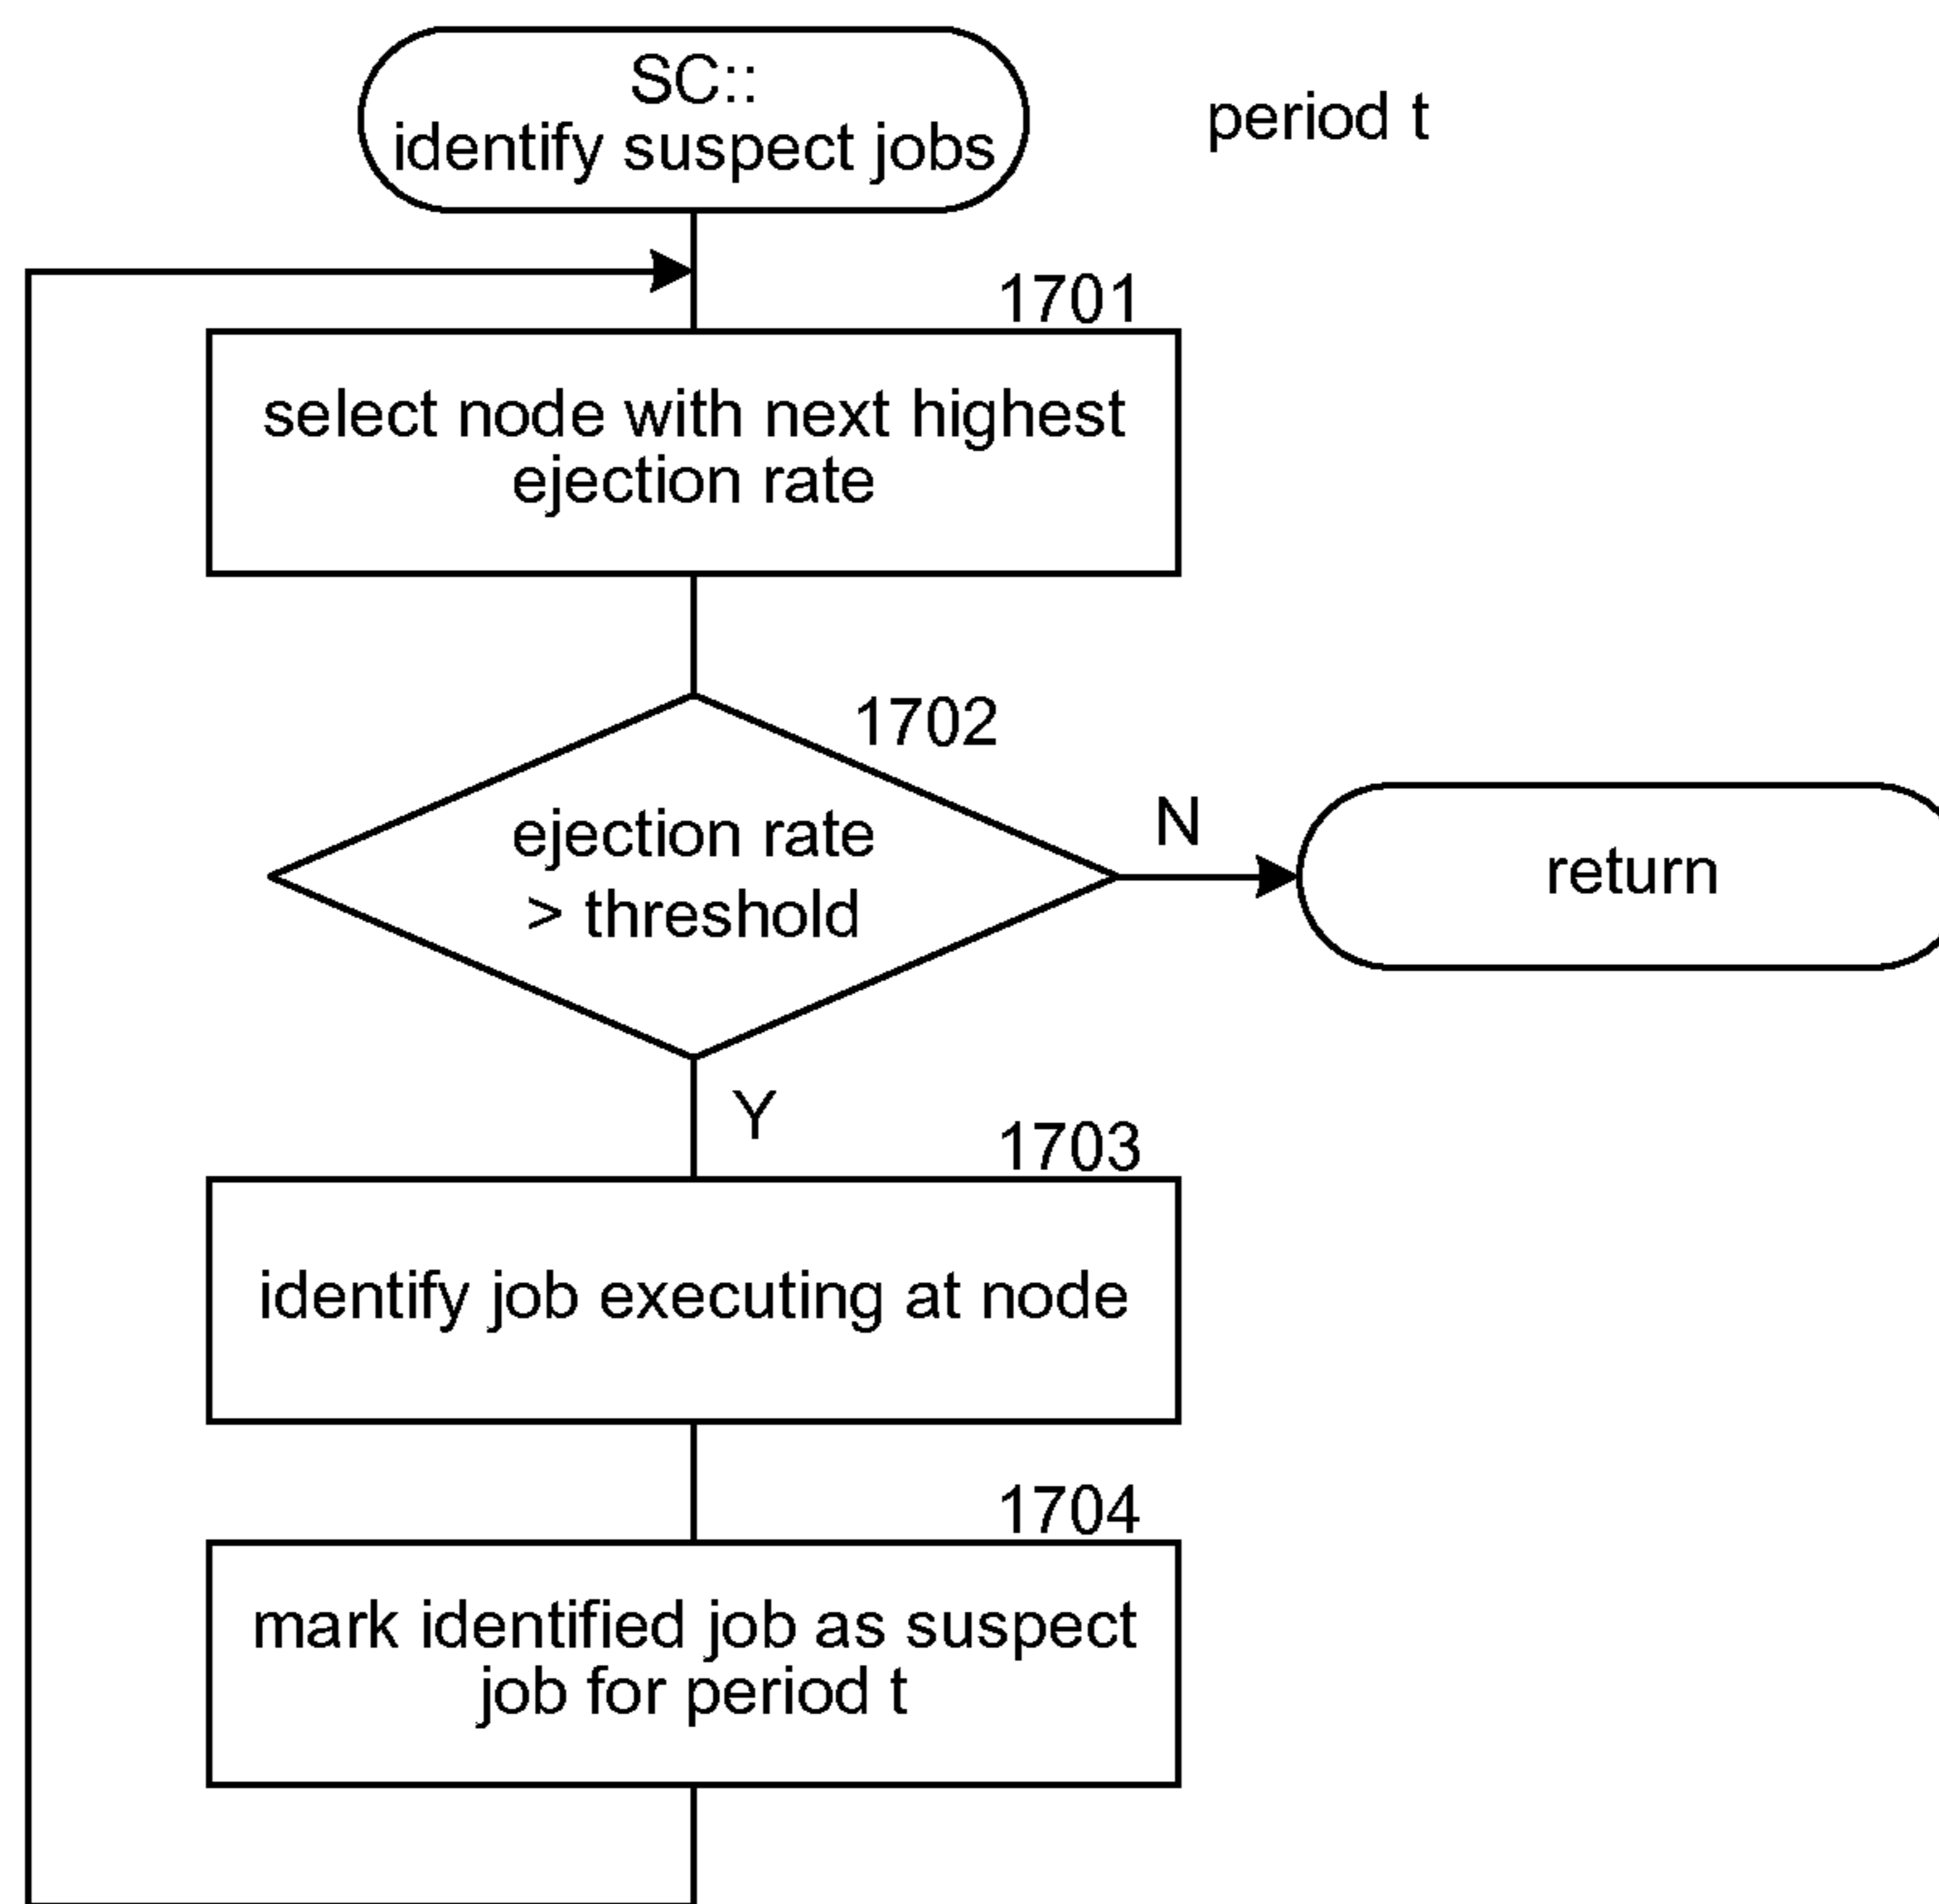 SC::
identify suspect jobs
period t
1701
select node with next highest
ejection rate
1702
ejection rate
> threshold
N
return
Y
1703
identify job executing at node
1704
mark identified job as suspect
job for period t